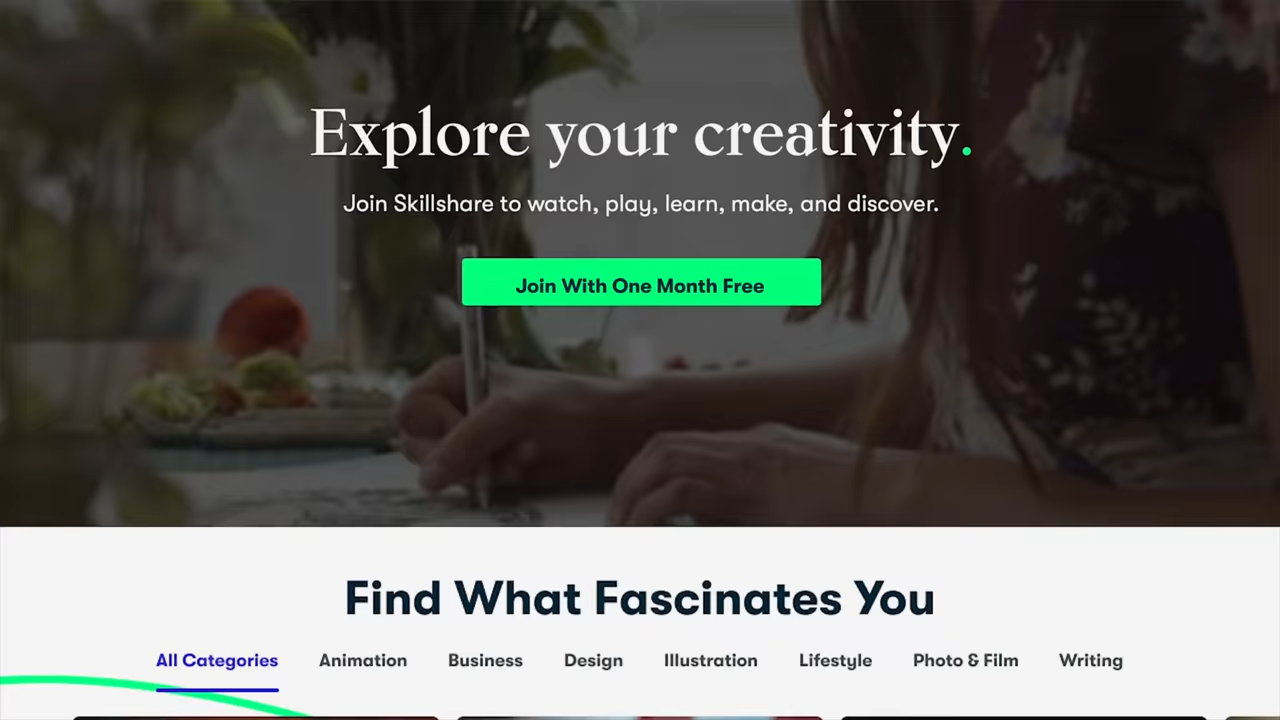 Explore your creativity.
Join Skillshare to watch, play, learn, make, and discover.
Join With One Month Free
Find What Fascinates You
All Categories Animation Business Design Illustration Lifestyle Photo & Film Writing